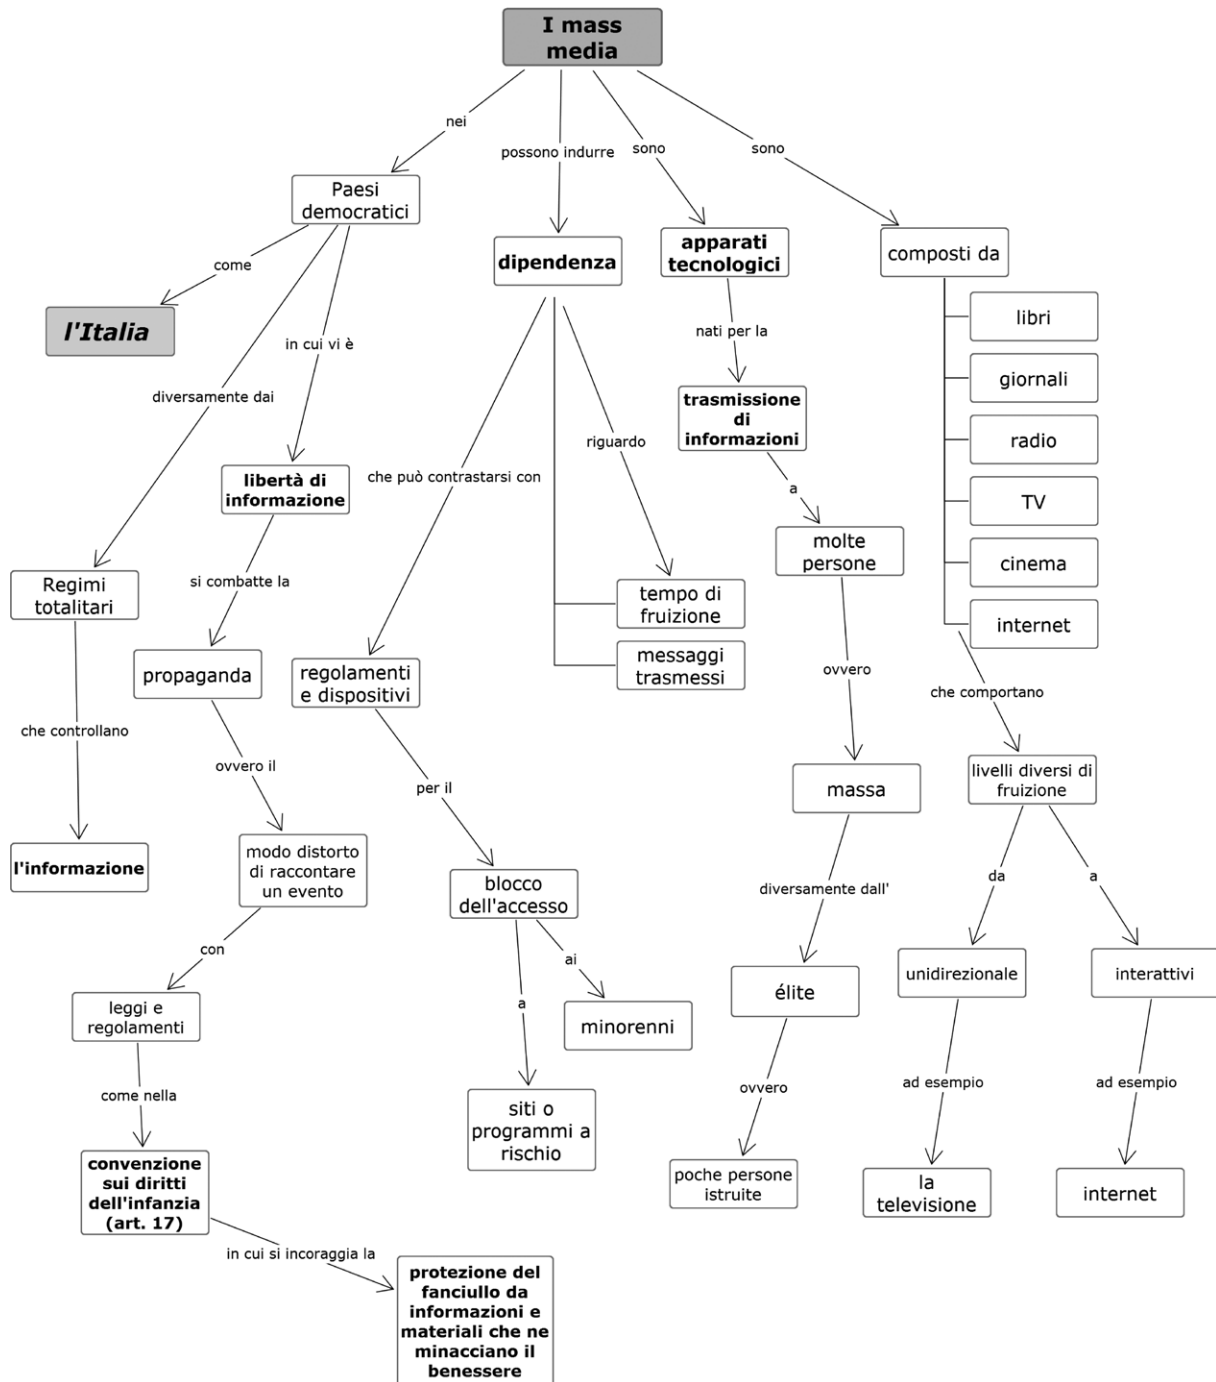 I mass
media
nei
possono indurre
sono
sono
Paesi
democratici
dipendenza
apparati
tecnologici
composti da
come
l'Italia
in cui vi è
diversamente dai
nati per la
libri
giornali
radio
TV
cinema
internet
trasmissione
di
informazioni
riguardo
che può contrastarsi con
libertà di
informazione
a
molte
persone
si combatte la
Regimi
totalitari
tempo di
fruizione
messaggi
trasmessi
propaganda
regolamenti
e dispositivi
ovvero
che comportano
che controllano
ovvero il
per il
massa
livelli diversi di
fruizione
l'informazione
modo distorto
di raccontare
un evento
blocco
dell'accesso
diversamente dall'
da
a
con
ai
a
élite
unidirezionale
interattivi
leggi e
regolamenti
minorenni
come nella
siti o
programmi a
rischio
ovvero
ad esempio
ad esempio
convenzione
sui diritti
dell'infanzia
(art. 17)
poche persone
istruite
la
televisione
internet
in cui si incoraggia la
protezione del
fanciullo da
informazioni e
materiali che ne
minacciano il
benessere